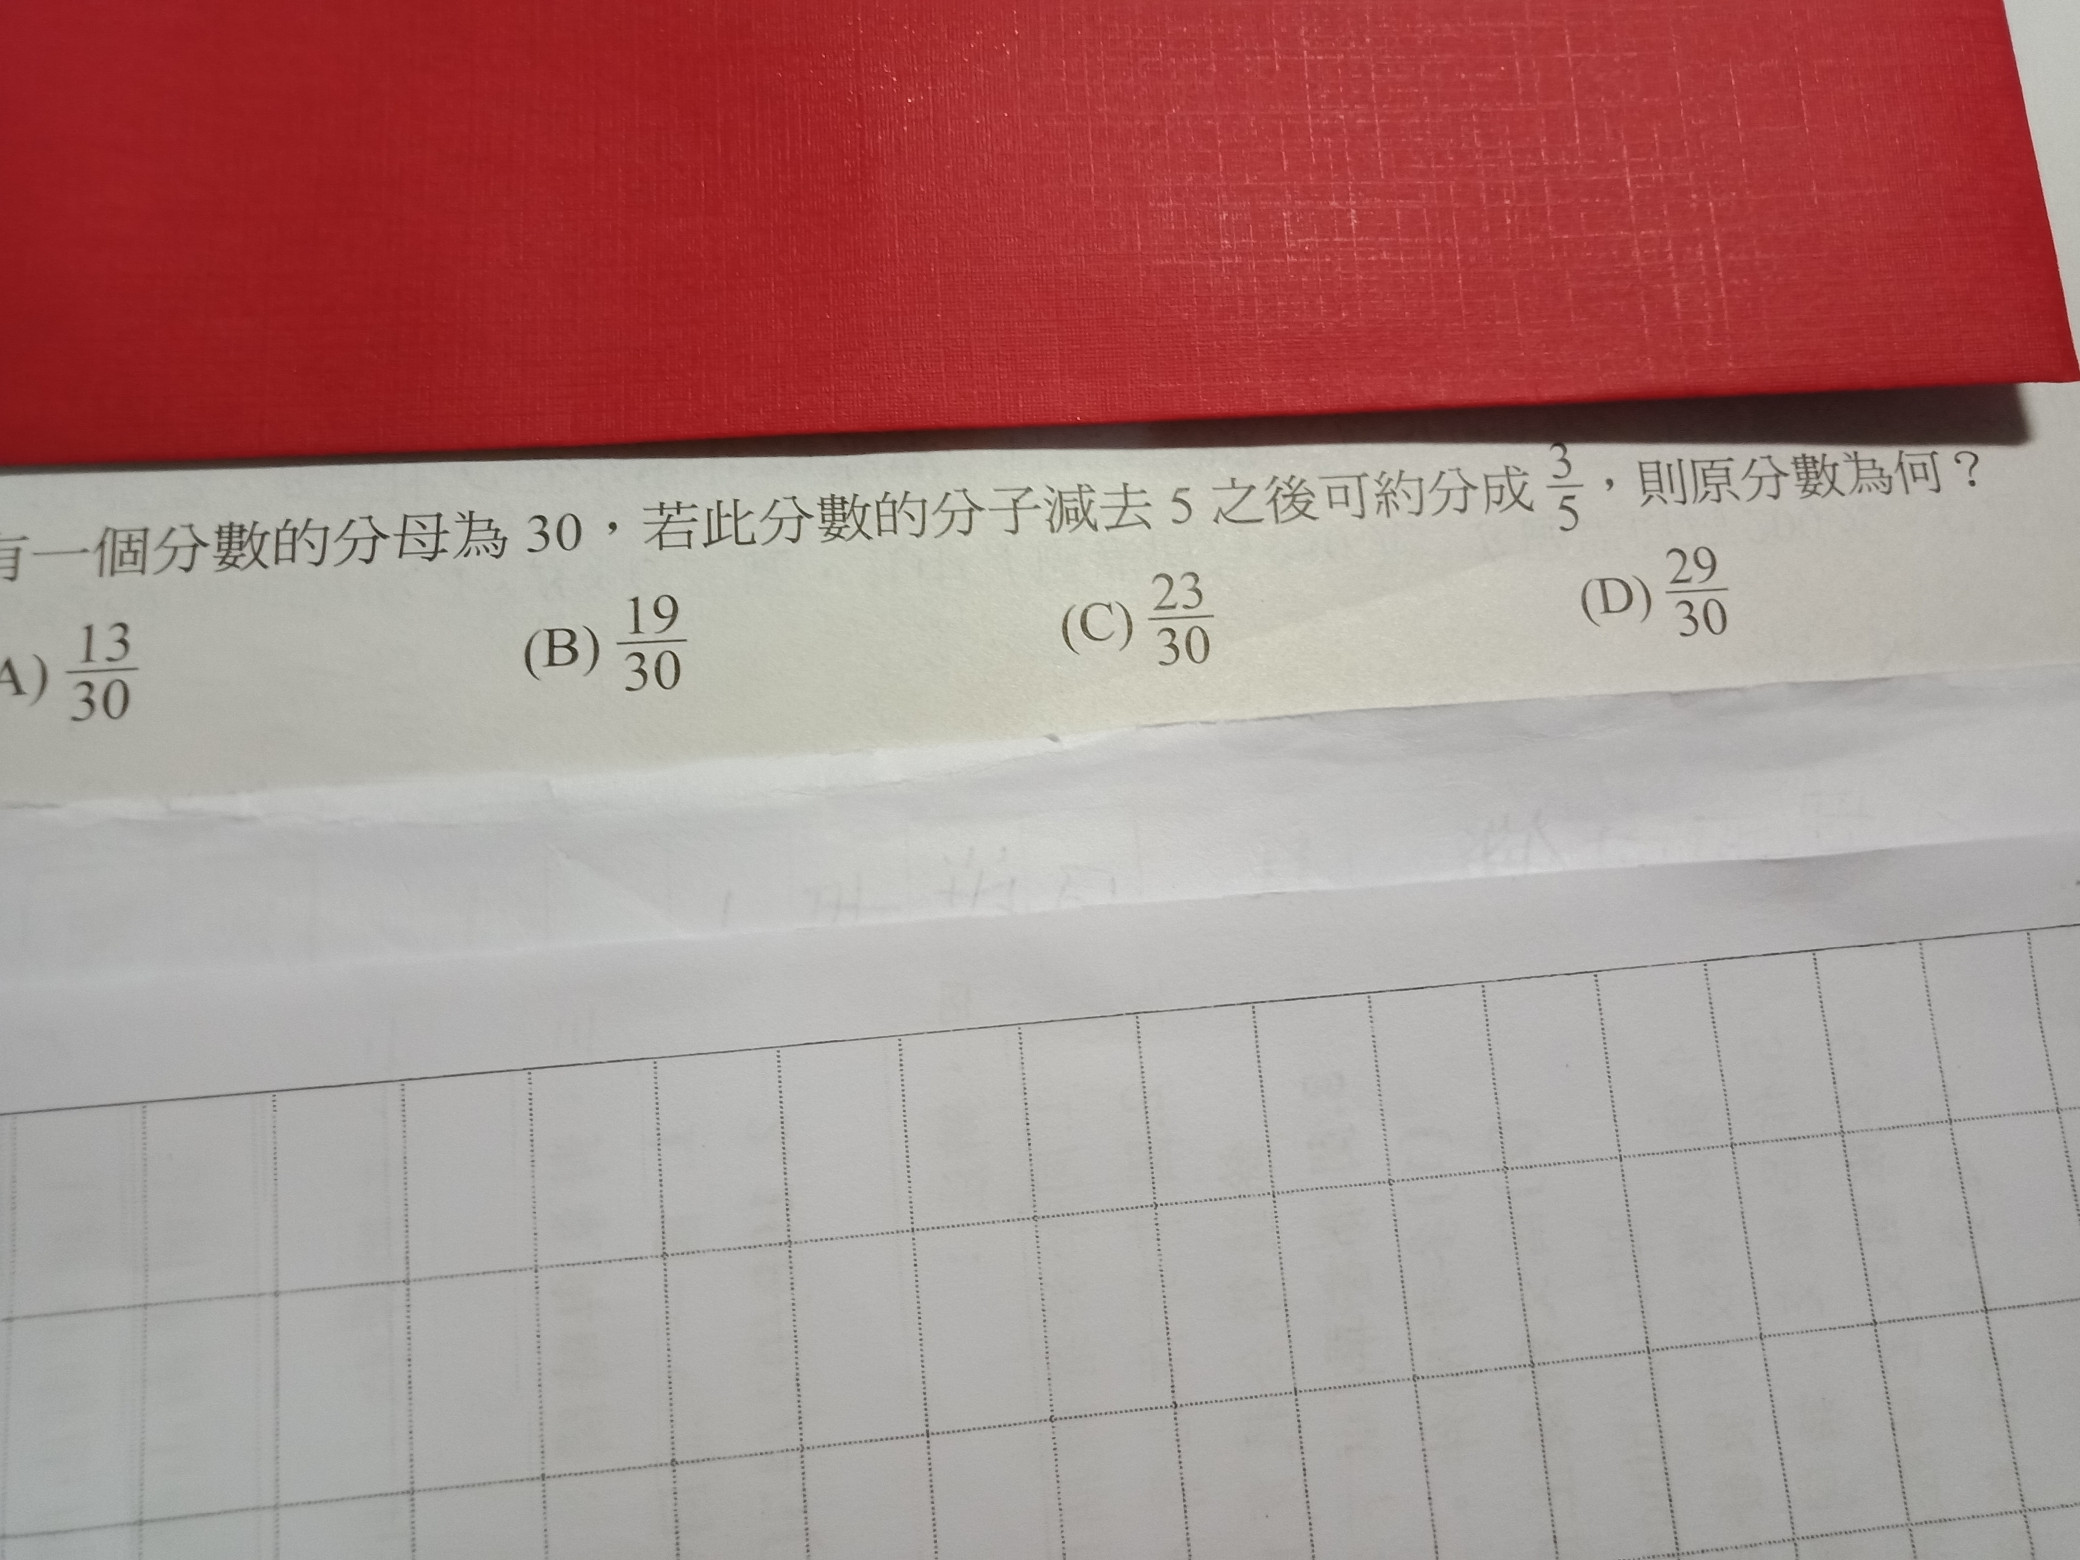 有一個分數的分母為 30，若此分數的分子減去 5 之後可約分成 3/5，則原分數為何？
A) 13/30 (B) 19/30 (C) 23/30 (D) 29/30